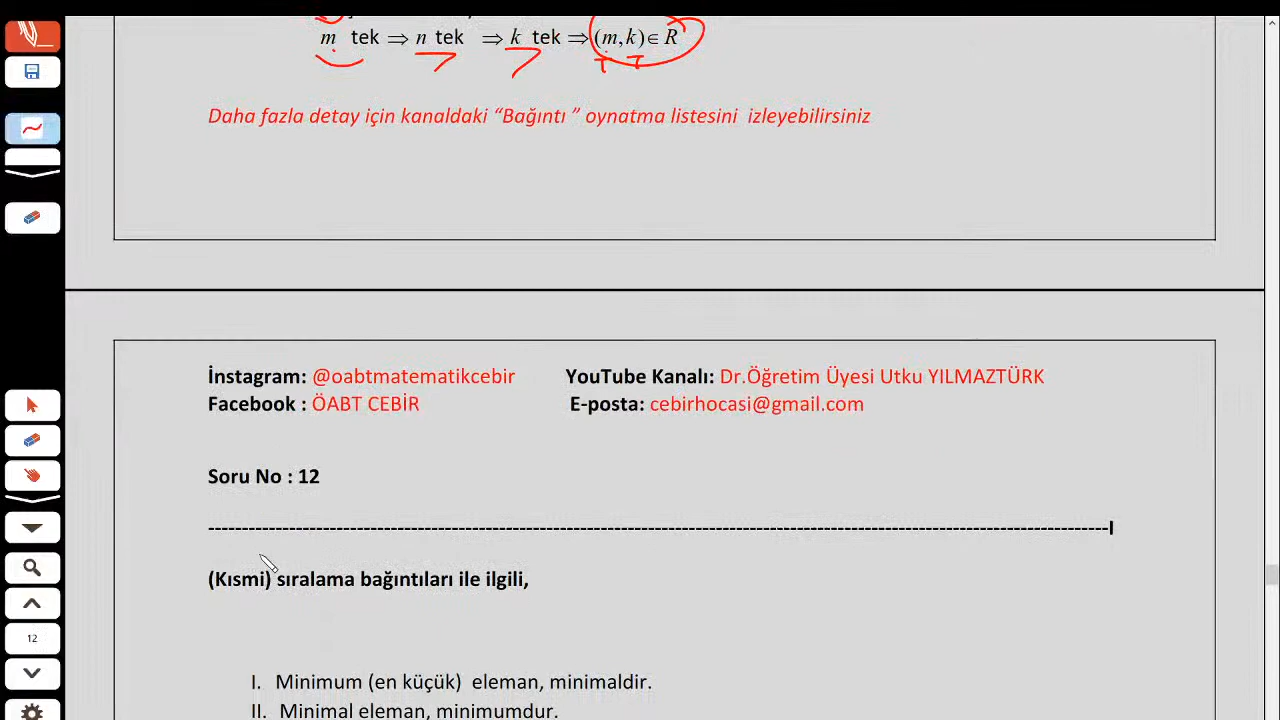 m tek ⇒ n tek ⇒ k tek ⇒ (m,k) ∈ R
T T
Daha fazla detay için kanaldaki “Bağıntı ” oynatma listesini izleyebilirsiniz
İnstagram: @oabtmatematikcebir YouTube Kanalı: Dr.Öğretim Üyesi Utku YILMAZTÜRK
Facebook : ÖABT CEBİR E-posta: cebirhocasi@gmail.com
Soru No : 12
(Kısmi) sıralama bağıntıları ile ilgili,
I. Minimum (en küçük) eleman, minimaldir.
II. Minimal eleman, minimumdur.
12